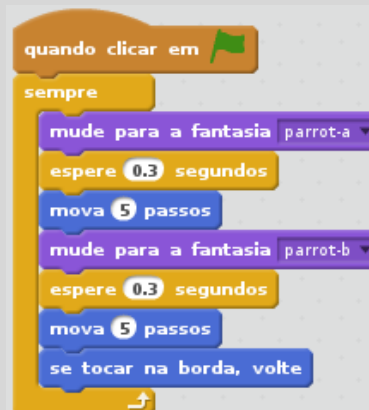 quando clicar em
sempre
mude para a fantasia parrot-a
espere 0.3 segundos
mova 5 passos
mude para a fantasia parrot-b
espere 0.3 segundos
mova 5 passos
se tocar na borda, volte